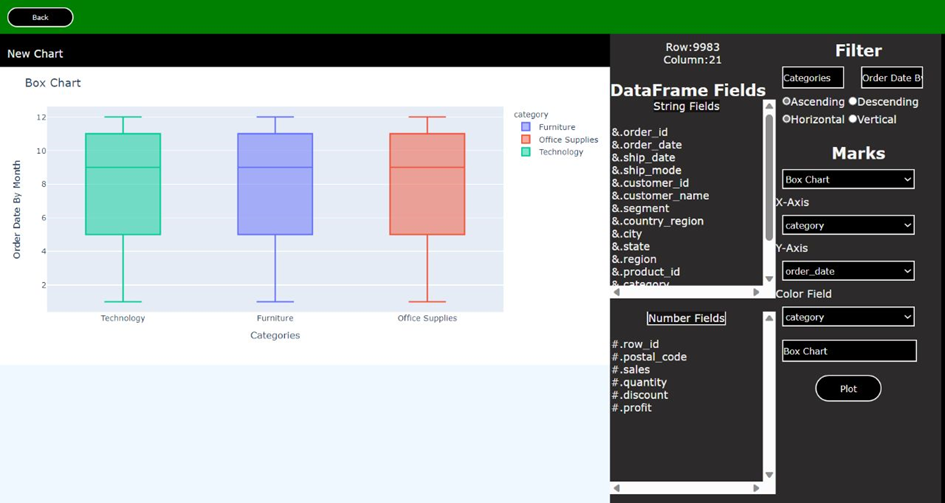 Back
New Chart
Box Chart
12
10
8
6
4
2
Order Date By Month
Technology
Furniture
Office Supplies
Categories
category
Furniture
Office Supplies
Technology
Row:9983
Column:21
DataFrame Fields
String Fields
&.order_id
&.order_date
&.ship_date
&.ship_mode
&.customer_id
&.customer_name
&.segment
&.country_region
&.city
&.state
&.region
&.product_id
&.category
Number Fields
#.row_id
#.postal_code
#.sales
#.quantity
#.discount
#.profit
Filter
Categories
Order Date B
Ascending Descending
Horizontal Vertical
Marks
Box Chart
X-Axis
category
Y-Axis
order_date
Color Field
category
Box Chart
Plot